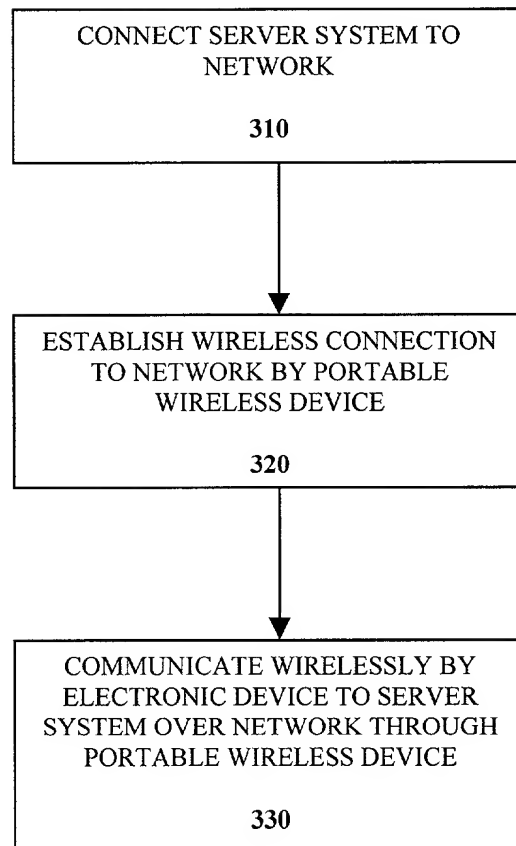 CONNECT SERVER SYSTEM TO
NETWORK
310
ESTABLISH WIRELESS CONNECTION
TO NETWORK BY PORTABLE
WIRELESS DEVICE
320
COMMUNICATE WIRELESSLY BY
ELECTRONIC DEVICE TO SERVER
SYSTEM OVER NETWORK THROUGH
PORTABLE WIRELESS DEVICE
330